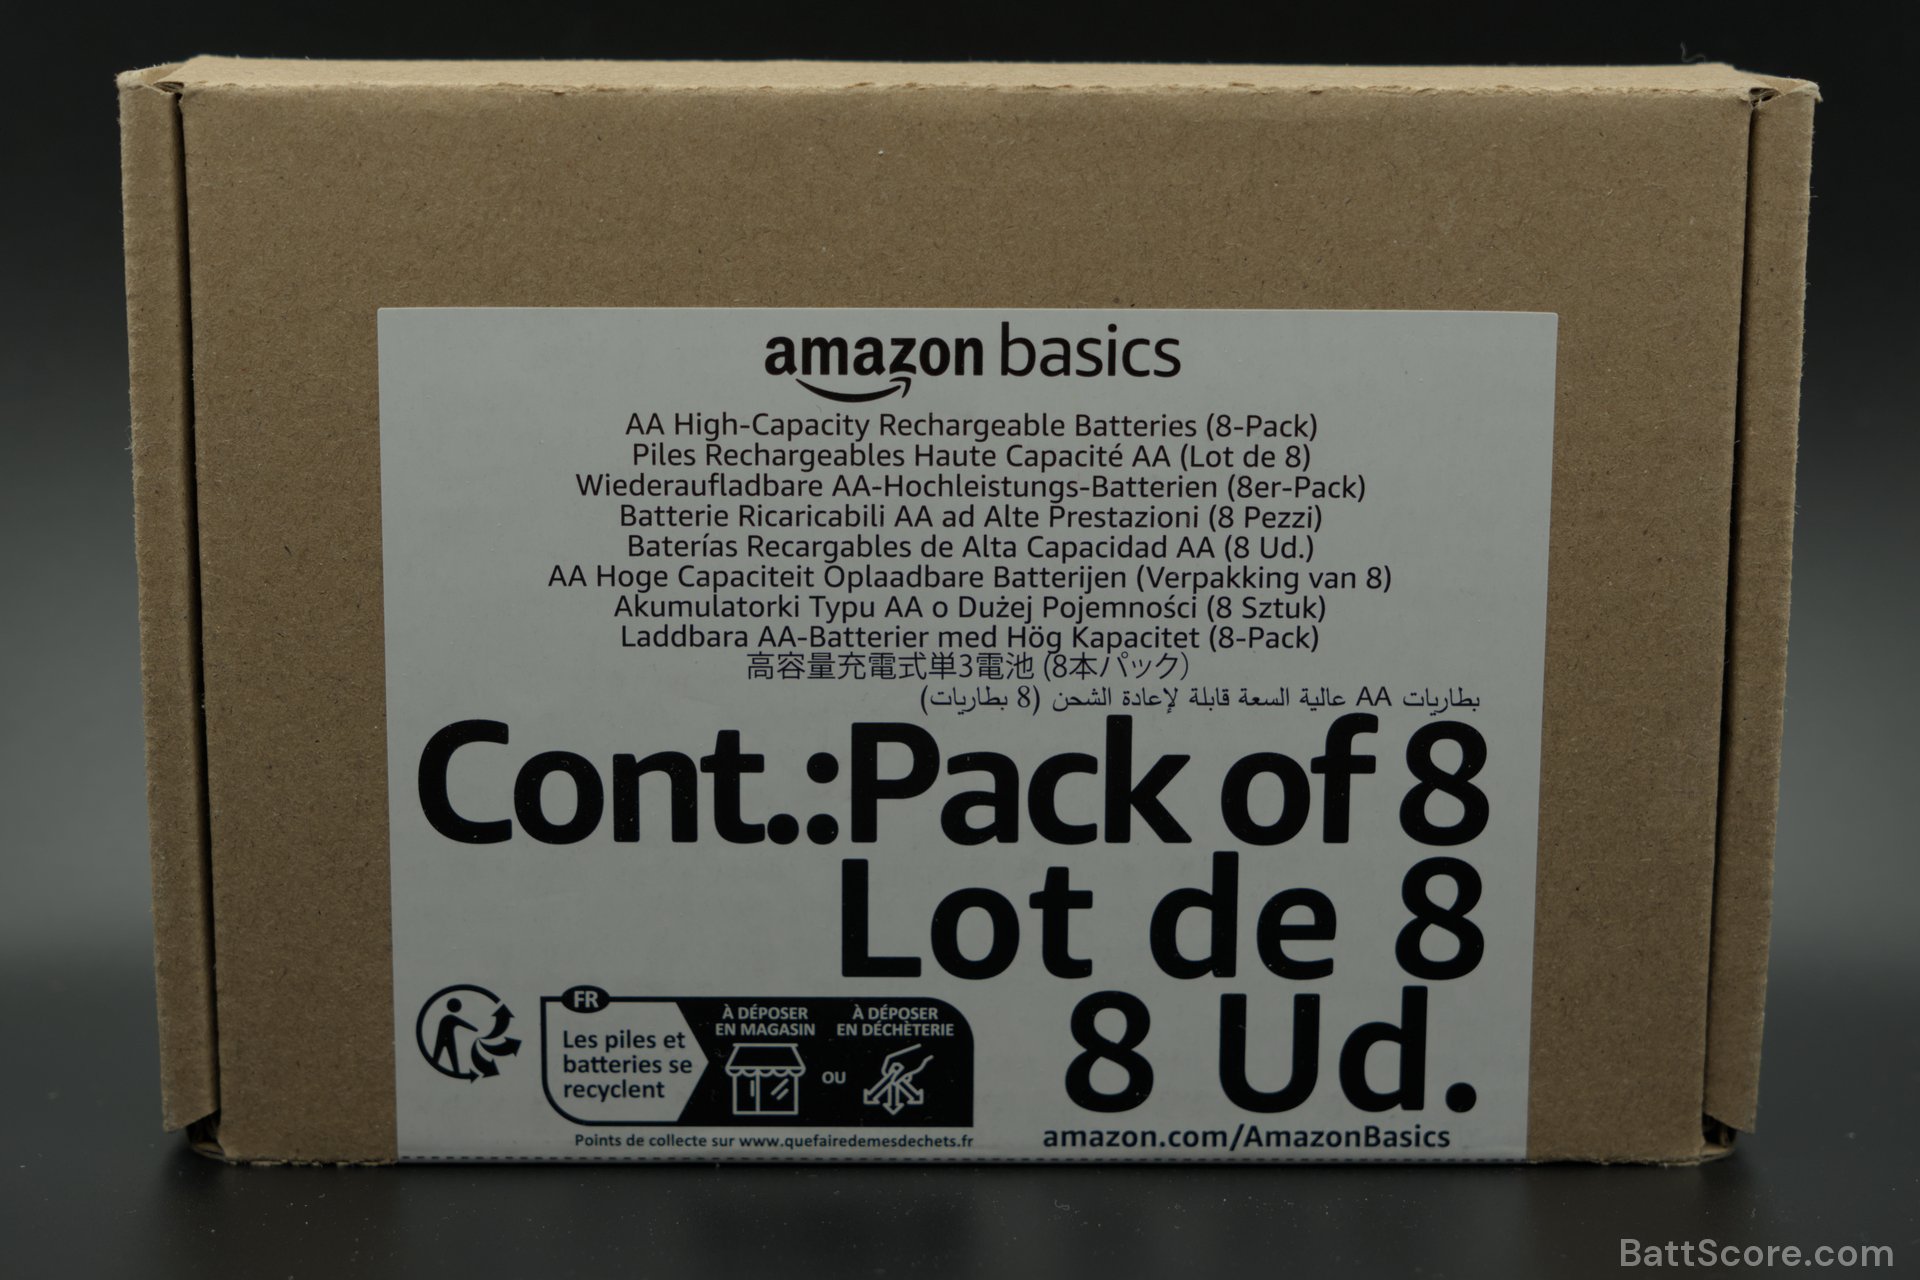 amazon basics
AA High-Capacity Rechargeable Batteries (8-Pack)
Piles Rechargeables Haute Capacité AA (Lot de 8)
Wiederaufladbare AA-Hochleistungs-Batterien (8er-Pack)
Batterie Ricaricabili AA ad Alte Prestazioni (8 Pezzi)
Baterías Recargables de Alta Capacidad AA (8 Ud.)
AA Hoge Capaciteit Oplaadbare Batterijen (Verpakking van 8)
Akumulatorki Typu AA o Dużej Pojemności (8 Sztuk)
Laddbara AA-Batterier med Hög Kapacitet (8-Pack)
高容量充電式単3電池 (8本パック)
بطاريات AA عالية السعة قابلة لإعادة الشحن (8 بطاريات)
Cont.:Pack of 8
Lot de 8
8 Ud.
FR
Les piles et
batteries se
recyclent
À DÉPOSER
EN MAGASIN
OU
À DÉPOSER
EN DÉCHÈTERIE
Points de collecte sur www.quefairedemesdechets.fr
amazon.com/AmazonBasics
BattScore.com